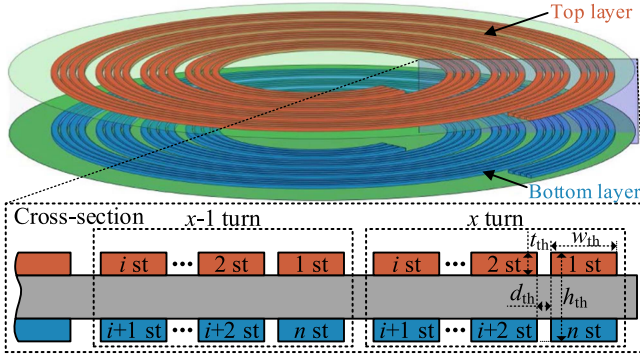 Top layer
Bottom layer
Cross-section
x-1 turn
x turn
t_th
w_th
i st ••• 2 st 1 st
i st ••• 2 st 1 st
d_th
h_th
i+1 st ••• i+2 st n st
i+1 st ••• i+2 st n st